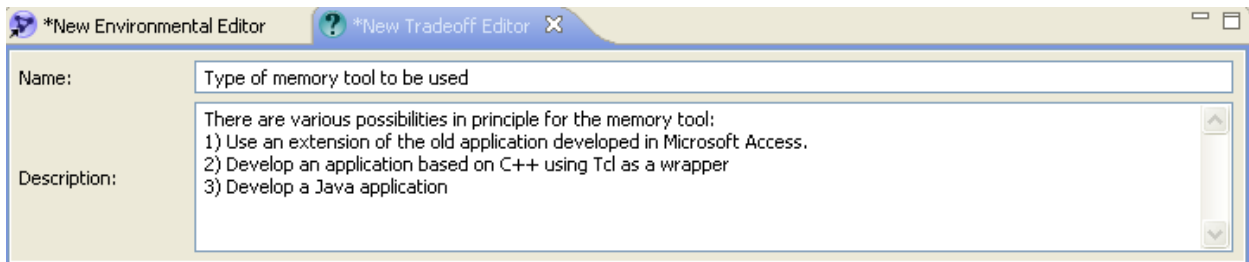 *New Environmental Editor
*New Tradeoff Editor
Name:
Type of memory tool to be used
Description:
There are various possibilities in principle for the memory tool:
1) Use an extension of the old application developed in Microsoft Access.
2) Develop an application based on C++ using Tcl as a wrapper
3) Develop a Java application